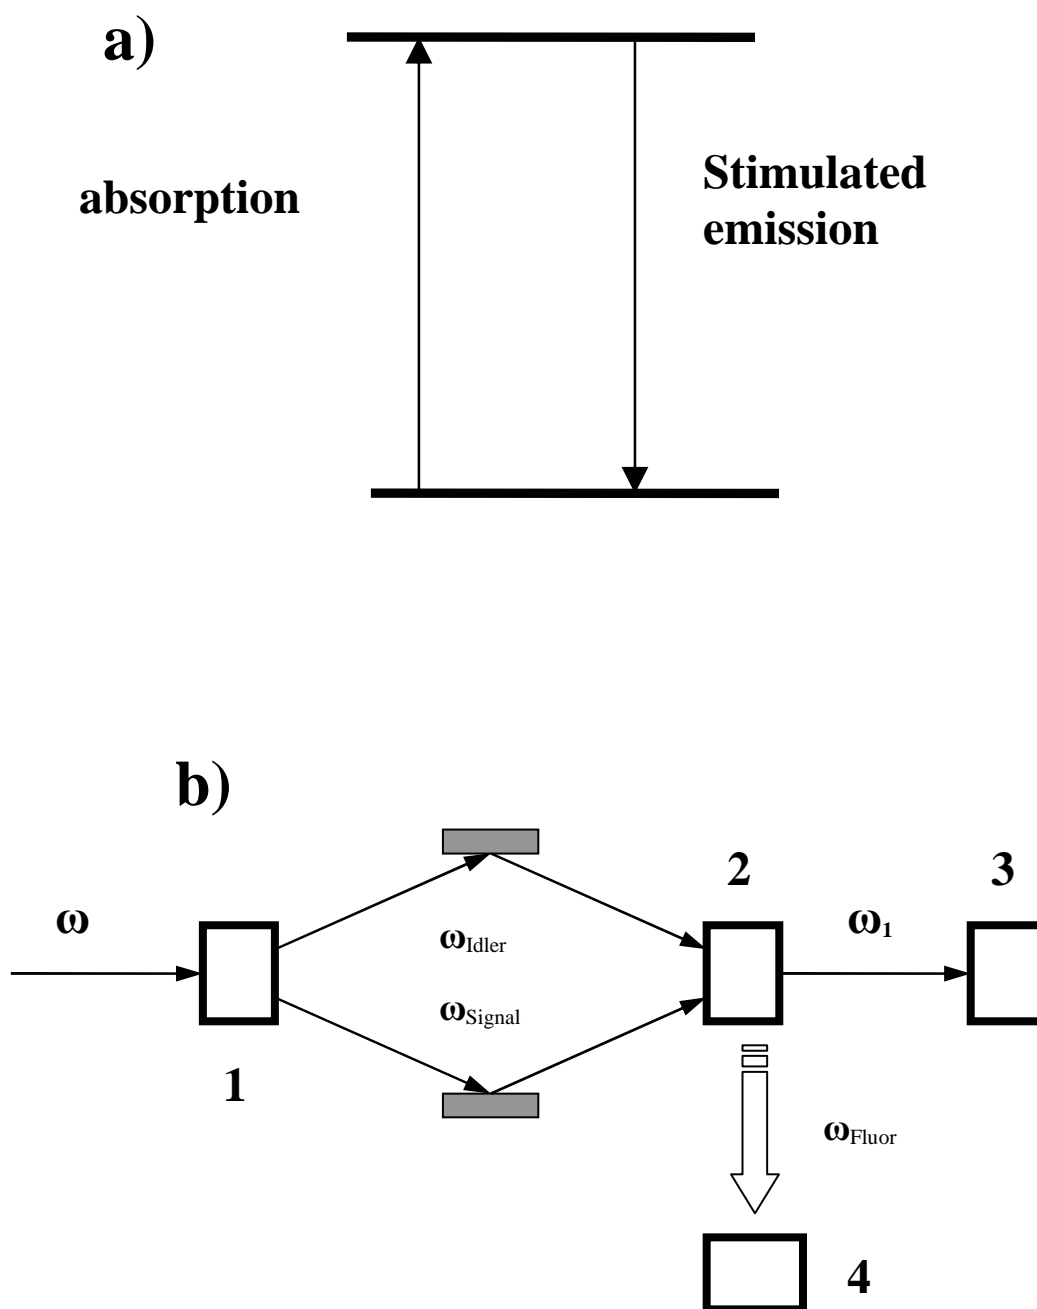 a)
absorption
Stimulated
emission
b)
ω
1
ωIdler
ωSignal
2
ω1
3
ωFluor
4